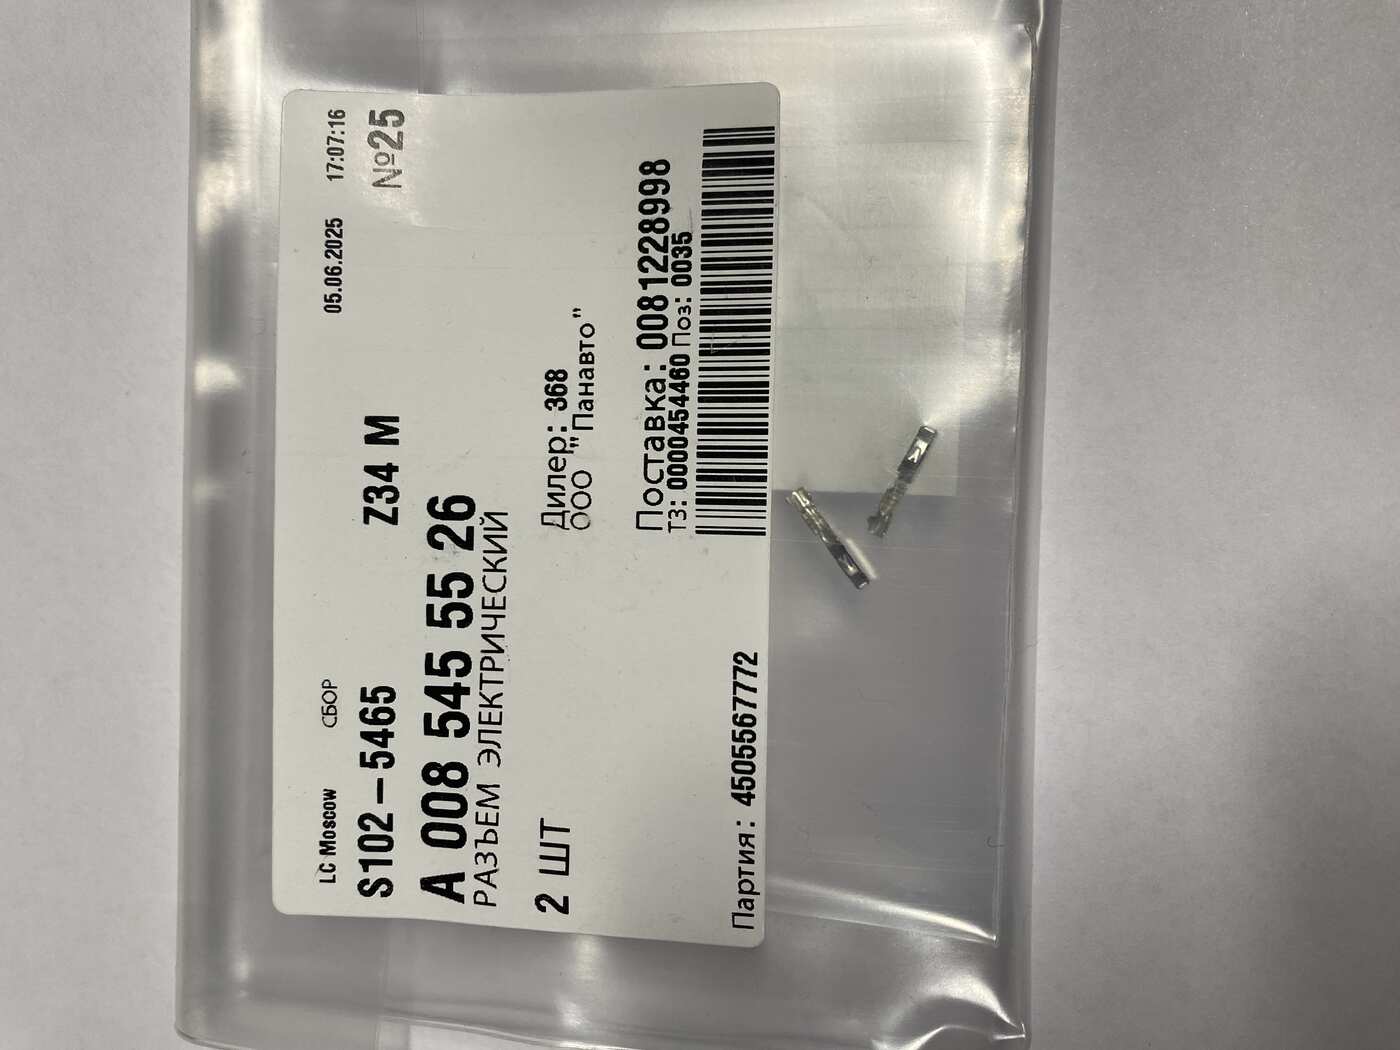 LC Moscow СБОР 05.06.2025 17:07:16
S102-5465 Z34 M №25
A 008 545 55 26
РАЗЪЕМ ЭЛЕКТРИЧЕСКИЙ
2 ШТ Дилер: 368
ООО "Панавто"
Поставка: 0081228998
ТЗ: 0000454460 Поз: 0035
Партия: 4505567772